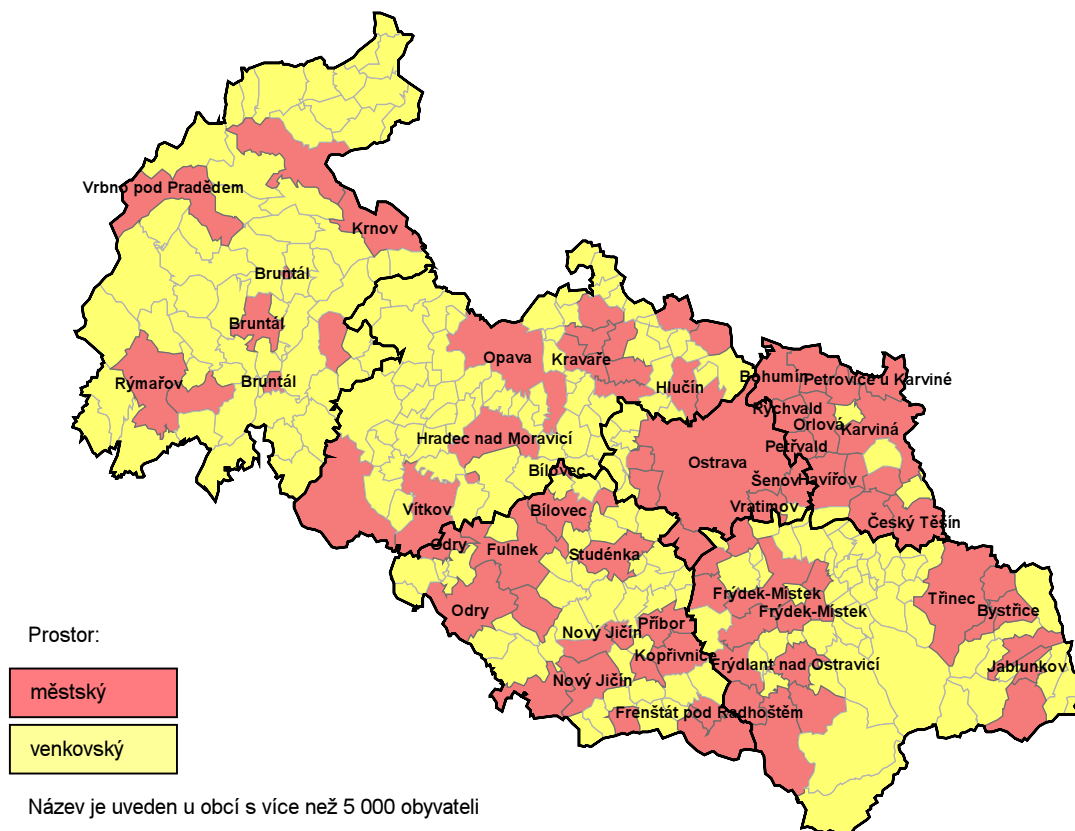 Vrbno pod Pradědem
Krnov
Bruntál
Bruntál
Opava
Kravaře
Rýmařov
Bruntál
Hlučín
Bohumín
Petrovice u Karviné
Rychvald
Orlová
Karviná
Hradec nad Moravicí
Petřvald
Ostrava
Bílovec
Šenov
Havířov
Vítkov
Bílovec
Vratimov
Český Těšín
Odry
Fulnek
Studénka
Odry
Frýdek-Místek
Frýdek-Místek
Třinec
Bystřice
Příbor
Nový Jičín
Kopřivnice
Frýdlant nad Ostravicí
Jablunkov
Nový Jičín
Frenštát pod Radhoštěm
Prostor:
městský
venkovský
Název je uveden u obcí s více než 5 000 obyvateli